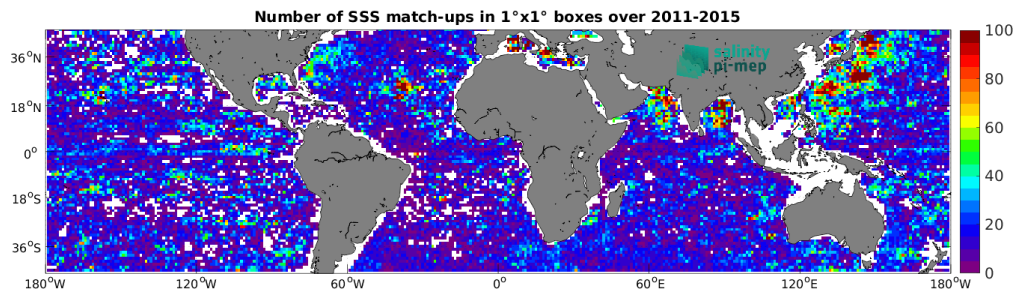 Number of SSS match-ups in 1°x1° boxes over 2011-2015
salinity
pi-mep
36°N
18°N
0°
18°S
36°S
180°W
120°W
60°W
0°
60°E
120°E
180°W
100
80
60
40
20
0